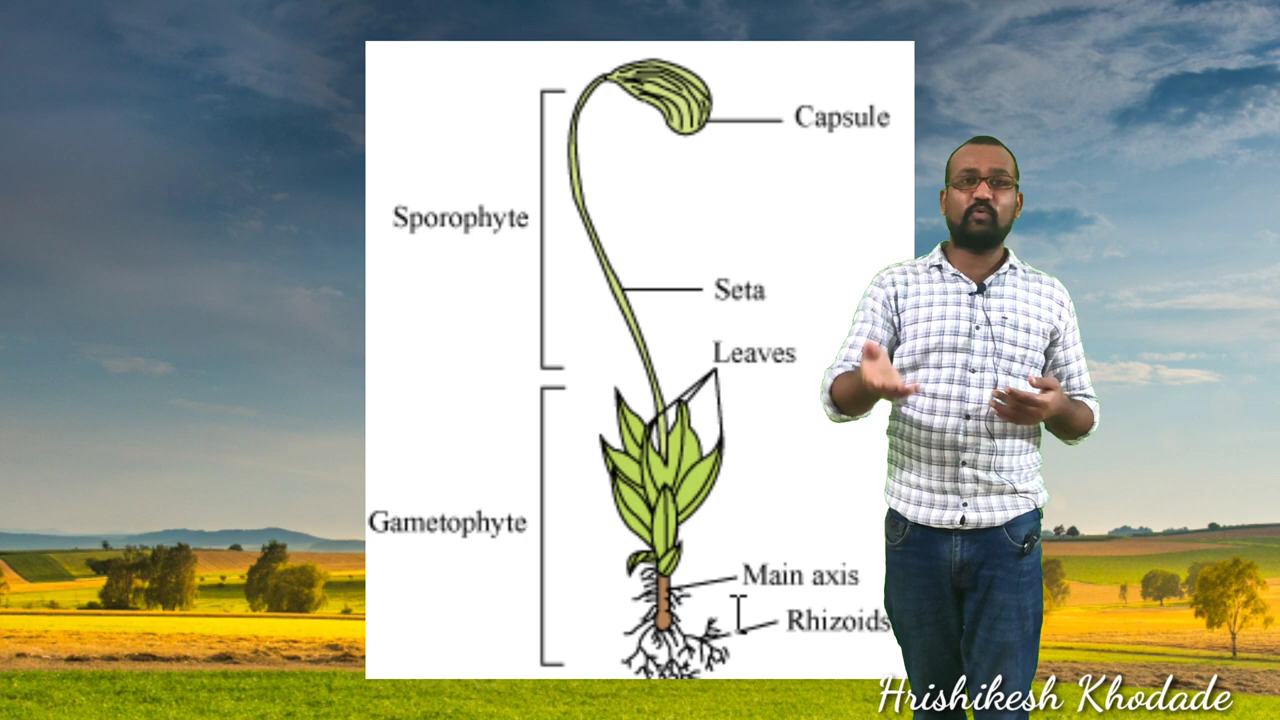 Capsule
Sporophyte
Seta
Leaves
Gametophyte
Main axis
Rhizoids
Hrishikesh Khodade